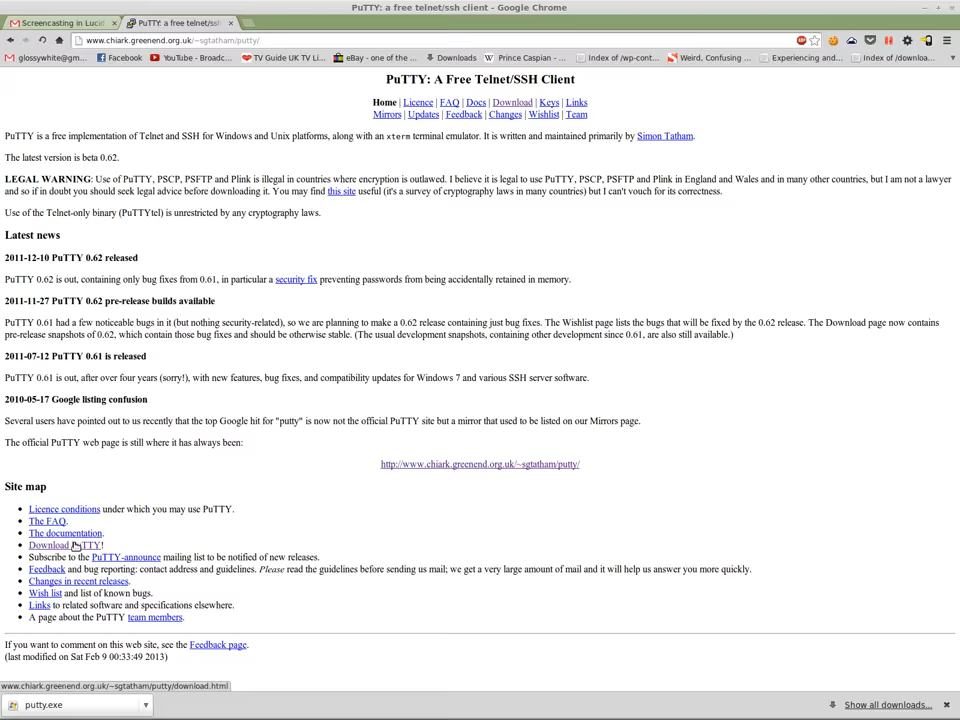 PuTTY: a free telnet/ssh client - Google Chrome
Screencasting in Lucid
PuTTY: a free telnet/ssh
www.chiark.greenend.org.uk/~sgtatham/putty/
glossywhite@gm... Facebook YouTube - Broadc... TV Guide UK TV Li... eBay - one of the ... Downloads Prince Caspian - ... Index of /wp-cont... Weird, Confusing ... Experiencing and... Index of /downloa...
PuTTY: A Free Telnet/SSH Client
Home | Licence | FAQ | Docs | Download | Keys | Links
Mirrors | Updates | Feedback | Changes | Wishlist | Team
PuTTY is a free implementation of Telnet and SSH for Windows and Unix platforms, along with an xterm terminal emulator. It is written and maintained primarily by Simon Tatham.
The latest version is beta 0.62.
LEGAL WARNING: Use of PuTTY, PSCP, PSFTP and Plink is illegal in countries where encryption is outlawed. I believe it is legal to use PuTTY, PSCP, PSFTP and Plink in England and Wales and in many other countries, but I am not a lawyer
and so if in doubt you should seek legal advice before downloading it. You may find this site useful (it's a survey of cryptography laws in many countries) but I can't vouch for its correctness.
Use of the Telnet-only binary (PuTTYtel) is unrestricted by any cryptography laws.
Latest news
2011-12-10 PuTTY 0.62 released
PuTTY 0.62 is out, containing only bug fixes from 0.61, in particular a security fix preventing passwords from being accidentally retained in memory.
2011-11-27 PuTTY 0.62 pre-release builds available
PuTTY 0.61 had a few noticeable bugs in it (but nothing security-related), so we are planning to make a 0.62 release containing just bug fixes. The Wishlist page lists the bugs that will be fixed by the 0.62 release. The Download page now contains
pre-release snapshots of 0.62, which contain those bug fixes and should be otherwise stable. (The usual development snapshots, containing other development since 0.61, are also still available.)
2011-07-12 PuTTY 0.61 is released
PuTTY 0.61 is out, after over four years (sorry!), with new features, bug fixes, and compatibility updates for Windows 7 and various SSH server software.
2010-05-17 Google listing confusion
Several users have pointed out to us recently that the top Google hit for "putty" is now not the official PuTTY site but a mirror that used to be listed on our Mirrors page.
The official PuTTY web page is still where it has always been:
http://www.chiark.greenend.org.uk/~sgtatham/putty/
Site map
Licence conditions under which you may use PuTTY.
The FAQ.
The documentation.
Download PuTTY!
Subscribe to the PuTTY-announce mailing list to be notified of new releases.
Feedback and bug reporting: contact address and guidelines. Please read the guidelines before sending us mail; we get a very large amount of mail and it will help us answer you more quickly.
Changes in recent releases.
Wish list and list of known bugs.
Links to related software and specifications elsewhere.
A page about the PuTTY team members.
If you want to comment on this web site, see the Feedback page.
(last modified on Sat Feb 9 00:33:49 2013)
www.chiark.greenend.org.uk/~sgtatham/putty/download.html
putty.exe
Show all downloads...